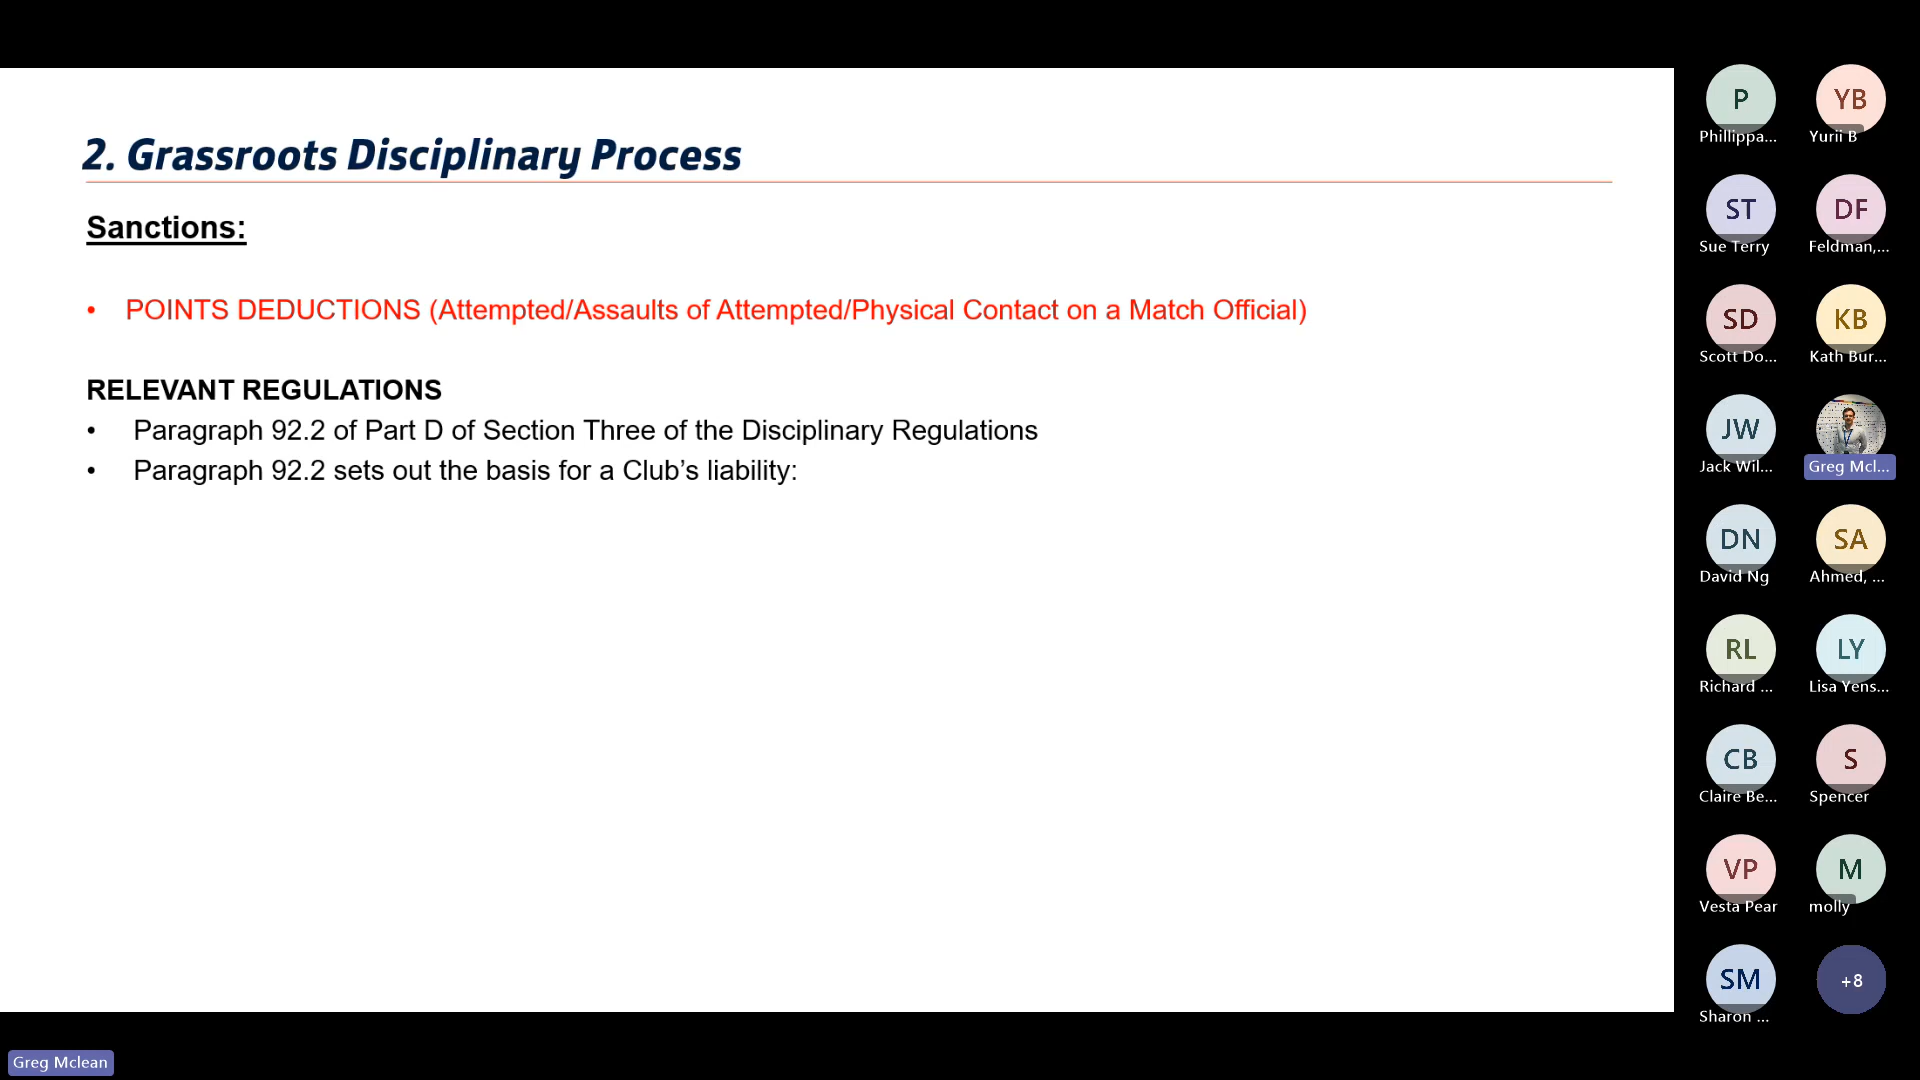 2. Grassroots Disciplinary Process
Sanctions:
• POINTS DEDUCTIONS (Attempted/Assaults of Attempted/Physical Contact on a Match Official)
RELEVANT REGULATIONS
• Paragraph 92.2 of Part D of Section Three of the Disciplinary Regulations
• Paragraph 92.2 sets out the basis for a Club’s liability:
P
Phillippa...
YB
Yurii B
ST
Sue Terry
DF
Feldman,...
SD
Scott Do...
KB
Kath Bur...
JW
Jack Wil...
Greg Mcl...
DN
David Ng
SA
Ahmed, ...
RL
Richard ...
LY
Lisa Yens...
CB
Claire Be...
S
Spencer
VP
Vesta Pear
M
molly
SM
Sharon ...
+8
Greg Mclean